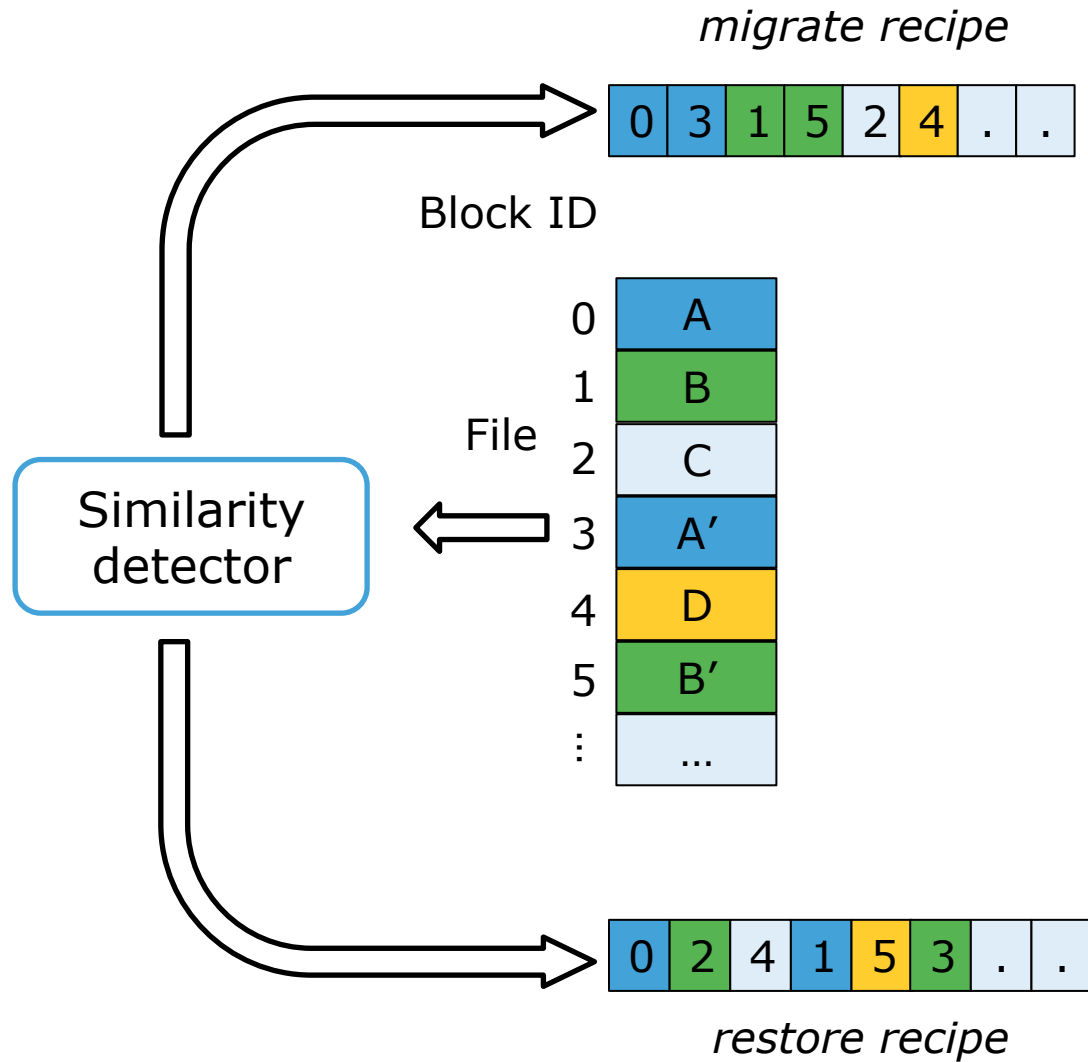 migrate recipe
0 3 1 5 2 4 . .
Block ID
0 A
1 B
File
2 C
Similarity
detector
3 A′
4 D
5 B′
⋮ ...
0 2 4 1 5 3 . .
restore recipe